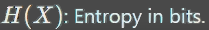 H(X): Entropy in bits.